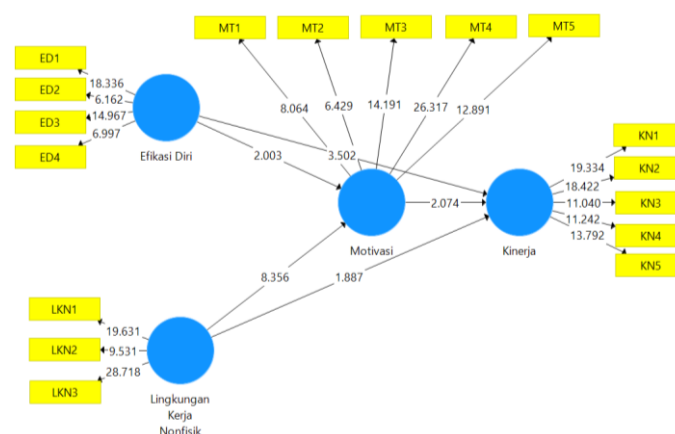 MT1
MT2
MT3
MT4
MT5
ED1
ED2
ED3
ED4
18.336
6.162
14.967
6.997
8.064
6.429
14.191
26.317
12.891
Efikasi Diri
2.003
3.502
KN1
KN2
KN3
KN4
KN5
19.334
18.422
11.040
11.242
13.792
2.074
Motivasi
Kinerja
8.356
1.887
LKN1
LKN2
LKN3
19.631
9.531
28.718
Lingkungan
Kerja
Nonfisik